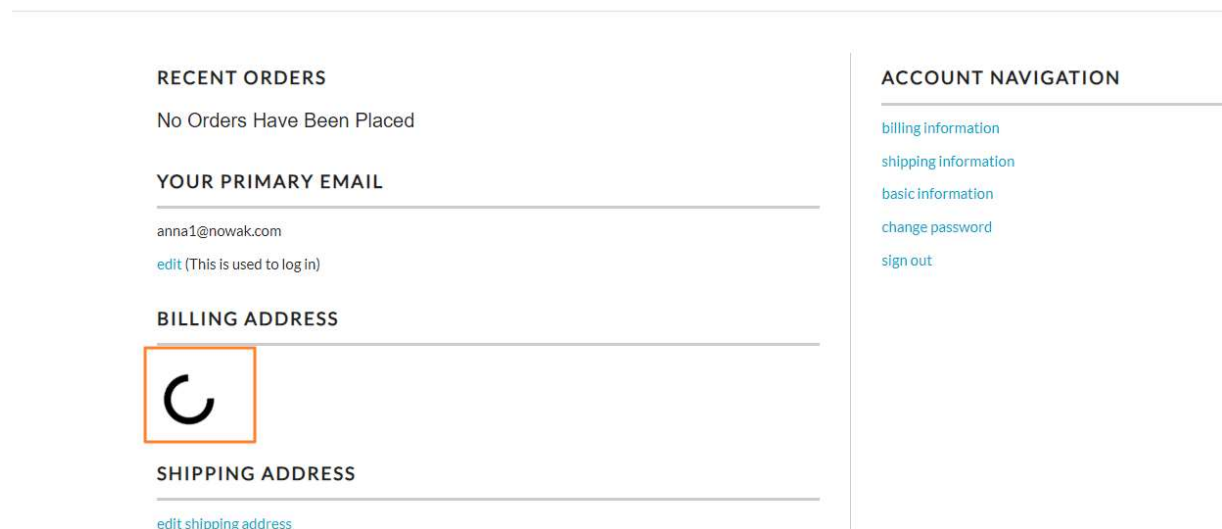 RECENT ORDERS
No Orders Have Been Placed
YOUR PRIMARY EMAIL
anna1@nowak.com
edit (This is used to log in)
BILLING ADDRESS
SHIPPING ADDRESS
edit shipping address
ACCOUNT NAVIGATION
billing information
shipping information
basic information
change password
sign out